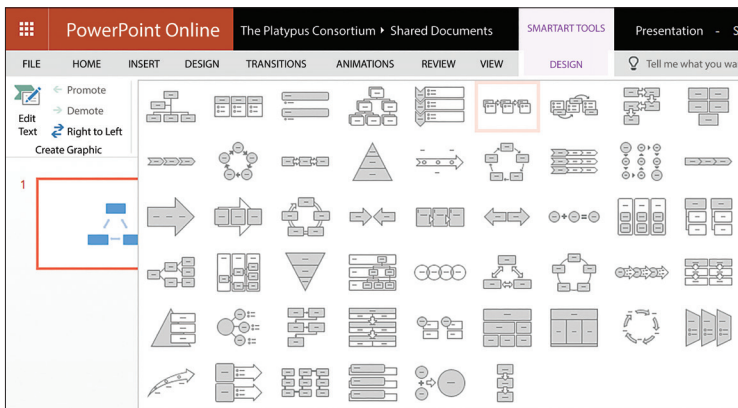 PowerPoint Online
The Platypus Consortium ▸ Shared Documents
SMARTART TOOLS
Presentation - S
FILE
HOME
INSERT
DESIGN
TRANSITIONS
ANIMATIONS
REVIEW
VIEW
DESIGN
Tell me what you wa
Edit
Text
Promote
Demote
Right to Left
Create Graphic
1